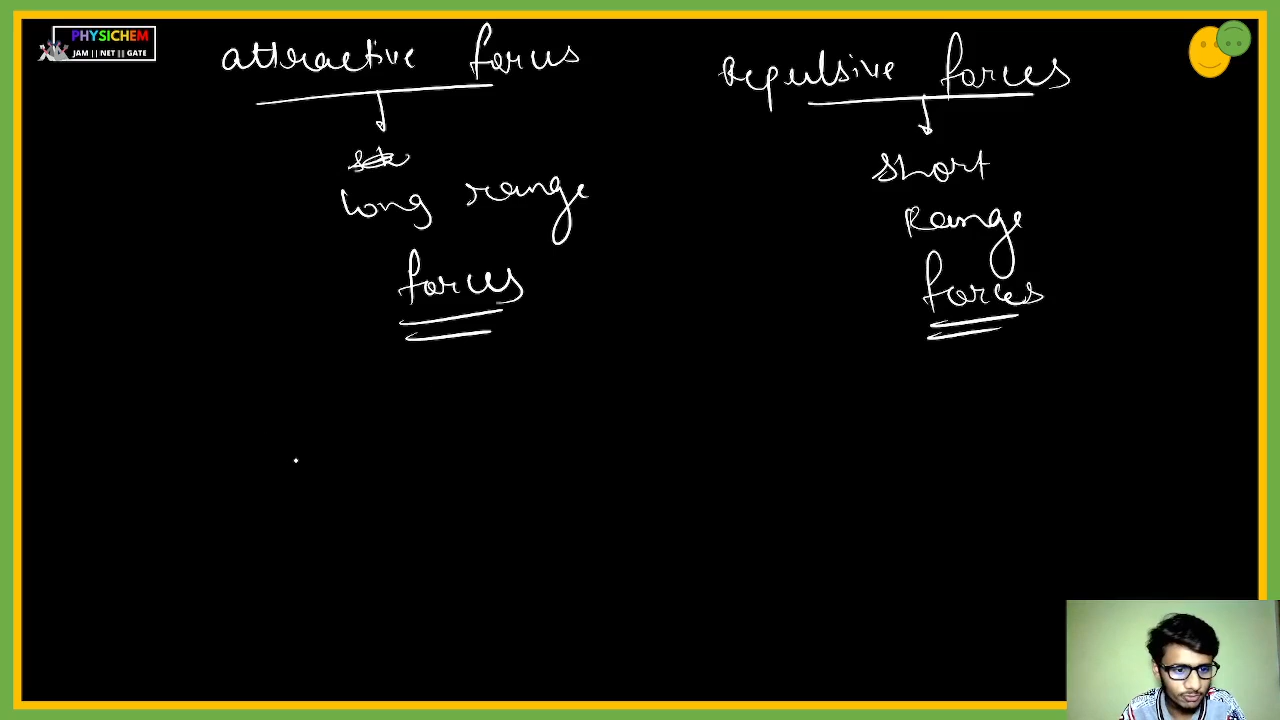 PHYSICHEM
JAM || NET || GATE
attractive forces
long range
forces
repulsive forces
short
Range
forces